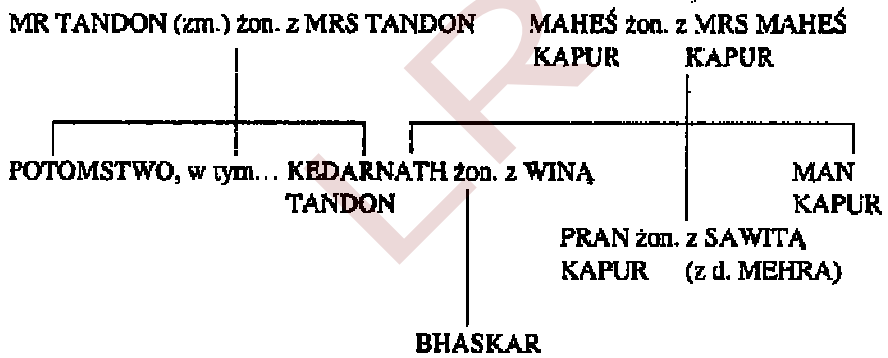 MR TANDON (zm.) żon. z MRS TANDON MAHEŚ żon. z MRS MAHEŚ
KAPUR KAPUR
POTOMSTWO, w tym... KEDARNATH żon. z WINĄ MAN
TANDON KAPUR
PRAN żon. z SAWITĄ
KAPUR (z d. MEHRA)
BHASKAR
LR